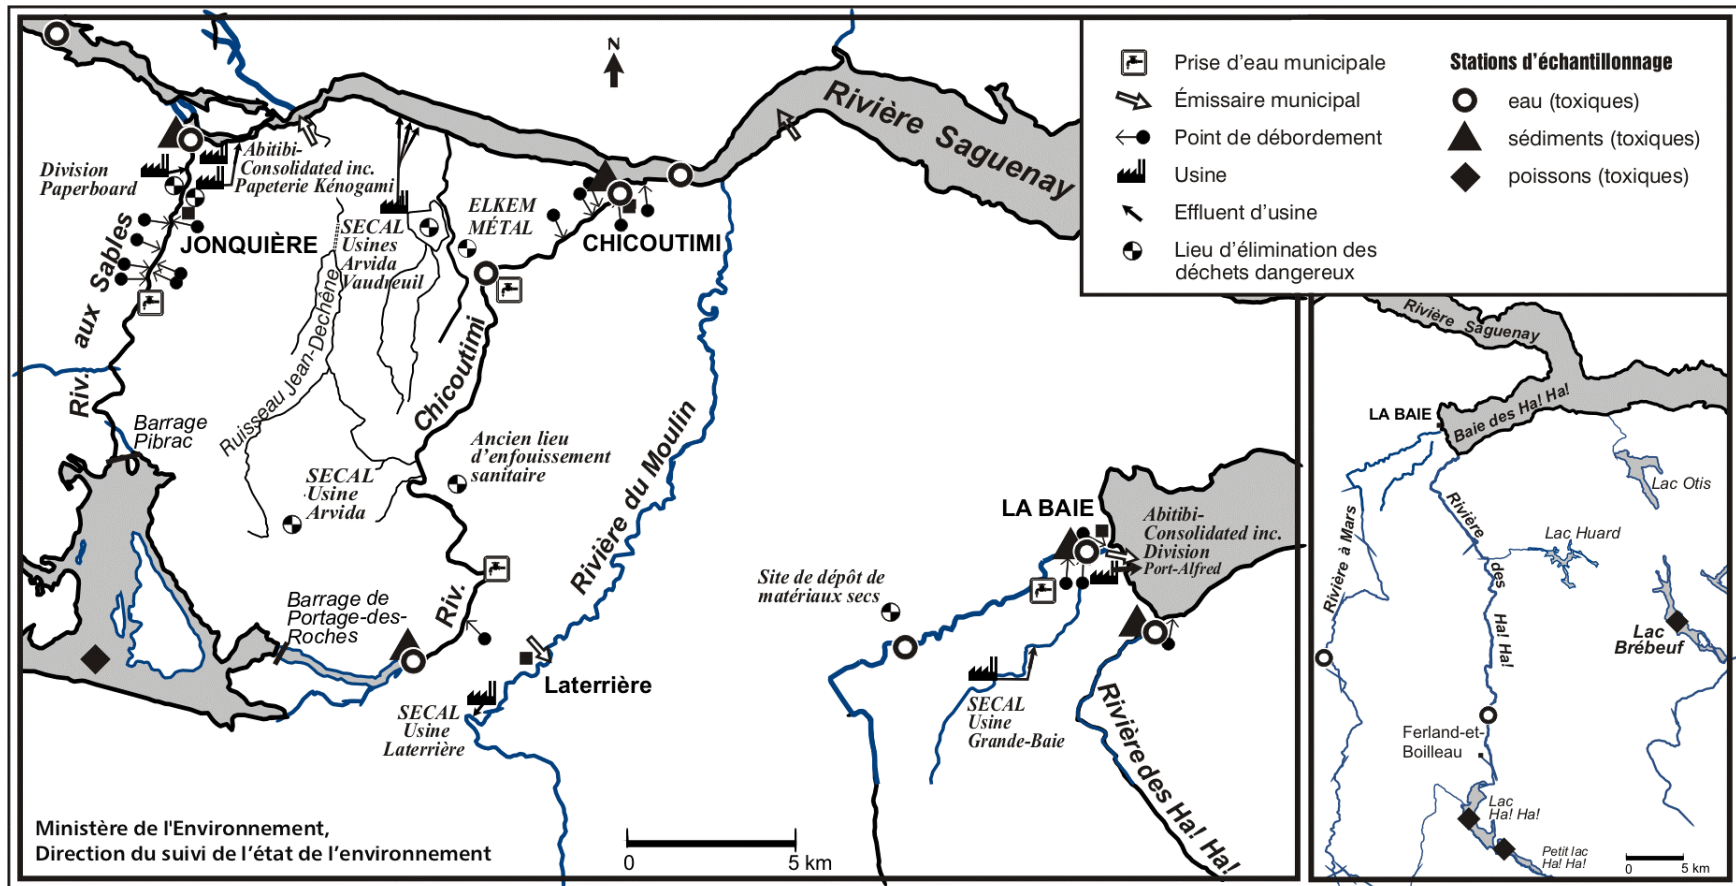 N
Rivière Saguenay
Prise d'eau municipale
Émissaire municipal
Point de débordement
Usine
Effluent d'usine
Lieu d'élimination des
déchets dangereux
Stations d'échantillonnage
eau (toxiques)
sédiments (toxiques)
poissons (toxiques)
Division
Paperboard
Abitibi-
Consolidated inc.
Papeterie Kénogami
JONQUIÈRE
SECAL
Usines
Arvida
Vaudreuil
ELKEM
MÉTAL
CHICOUTIMI
Riv. aux Sables
Ruisseau Jean-Dechêne
Riv. Chicoutimi
Rivière du Moulin
Barrage
Pibrac
SECAL
Usine
Arvida
Ancien lieu
d'enfouissement
sanitaire
Barrage de
Portage-des-
Roches
Laterrière
SECAL
Usine
Laterrière
LA BAIE
Abitibi-
Consolidated inc.
Division
Port-Alfred
Site de dépôt de
matériaux secs
SECAL
Usine
Grande-Baie
Rivière des Ha! Ha!
Ministère de l'Environnement,
Direction du suivi de l'état de l'environnement
0 5 km
Rivière Saguenay
LA BAIE
Baie des Ha! Ha!
Lac Otis
Rivière à Mars
Rivière des Ha! Ha!
Lac Huard
Lac
Brébeuf
Ferland-et-
Boilleau
Lac
Ha! Ha!
Petit lac
Ha! Ha!
0 5 km